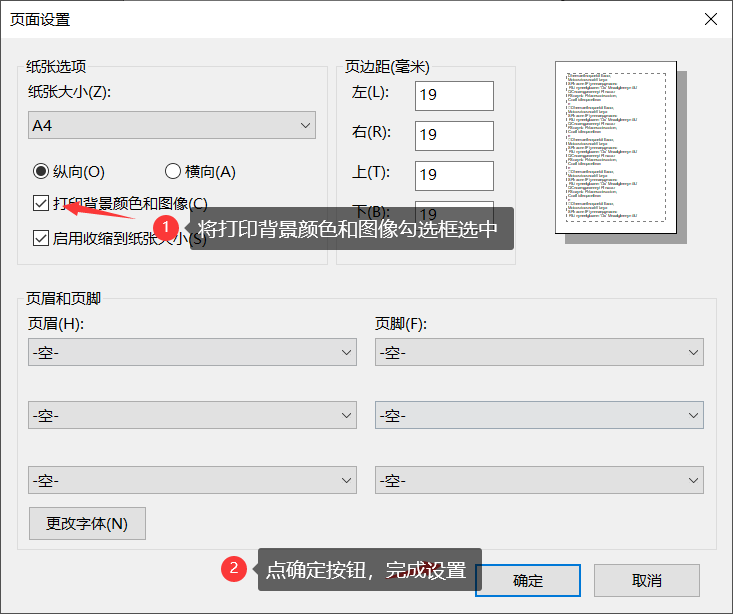 页面设置
纸张选项
纸张大小(Z):
A4
纵向(O)
横向(A)
打印背景颜色和图像(C)
启用收缩到纸张大小(S)
页边距(毫米)
左(L):
19
右(R):
19
上(T):
19
下(B):
19
1
将打印背景颜色和图像勾选框选中
页眉和页脚
页眉(H):
页脚(F):
-空-
-空-
-空-
-空-
-空-
-空-
更改字体(N)
2
点确定按钮，完成设置
确定
取消